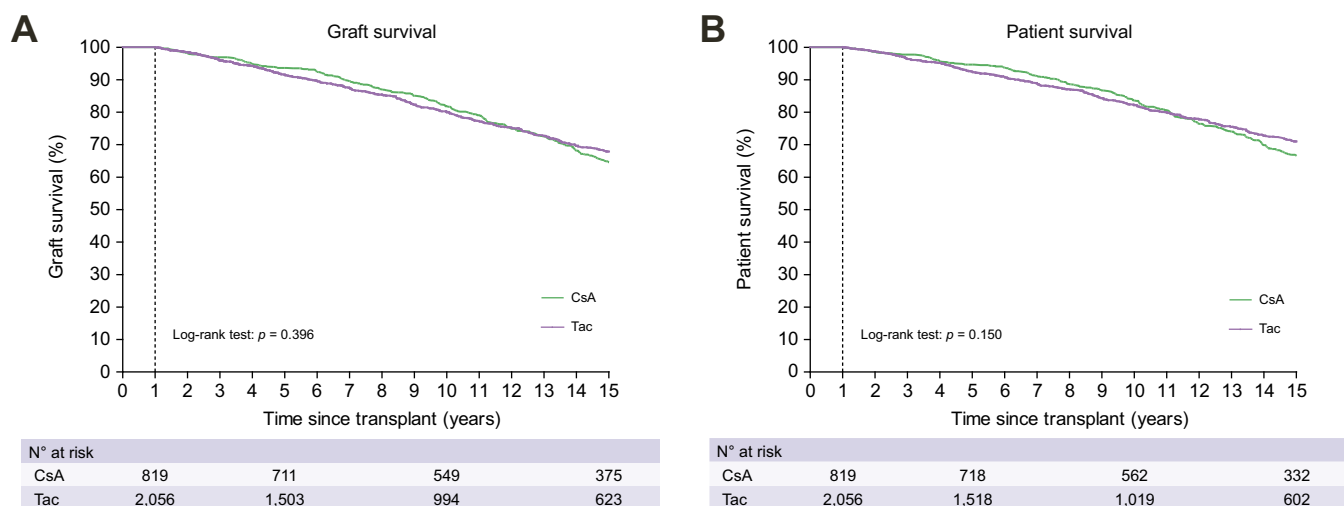 A
Graft survival
100
90
80
70
60
50
40
30
20
10
0
Graft survival (%)
CsA
Tac
Log-rank test: p = 0.396
0 1 2 3 4 5 6 7 8 9 10 11 12 13 14 15
Time since transplant (years)
N° at risk
CsA 819 711 549 375
Tac 2,056 1,503 994 623
B
Patient survival
100
90
80
70
60
50
40
30
20
10
0
Patient survival (%)
CsA
Tac
Log-rank test: p = 0.150
0 1 2 3 4 5 6 7 8 9 10 11 12 13 14 15
Time since transplant (years)
N° at risk
CsA 819 718 562 332
Tac 2,056 1,518 1,019 602